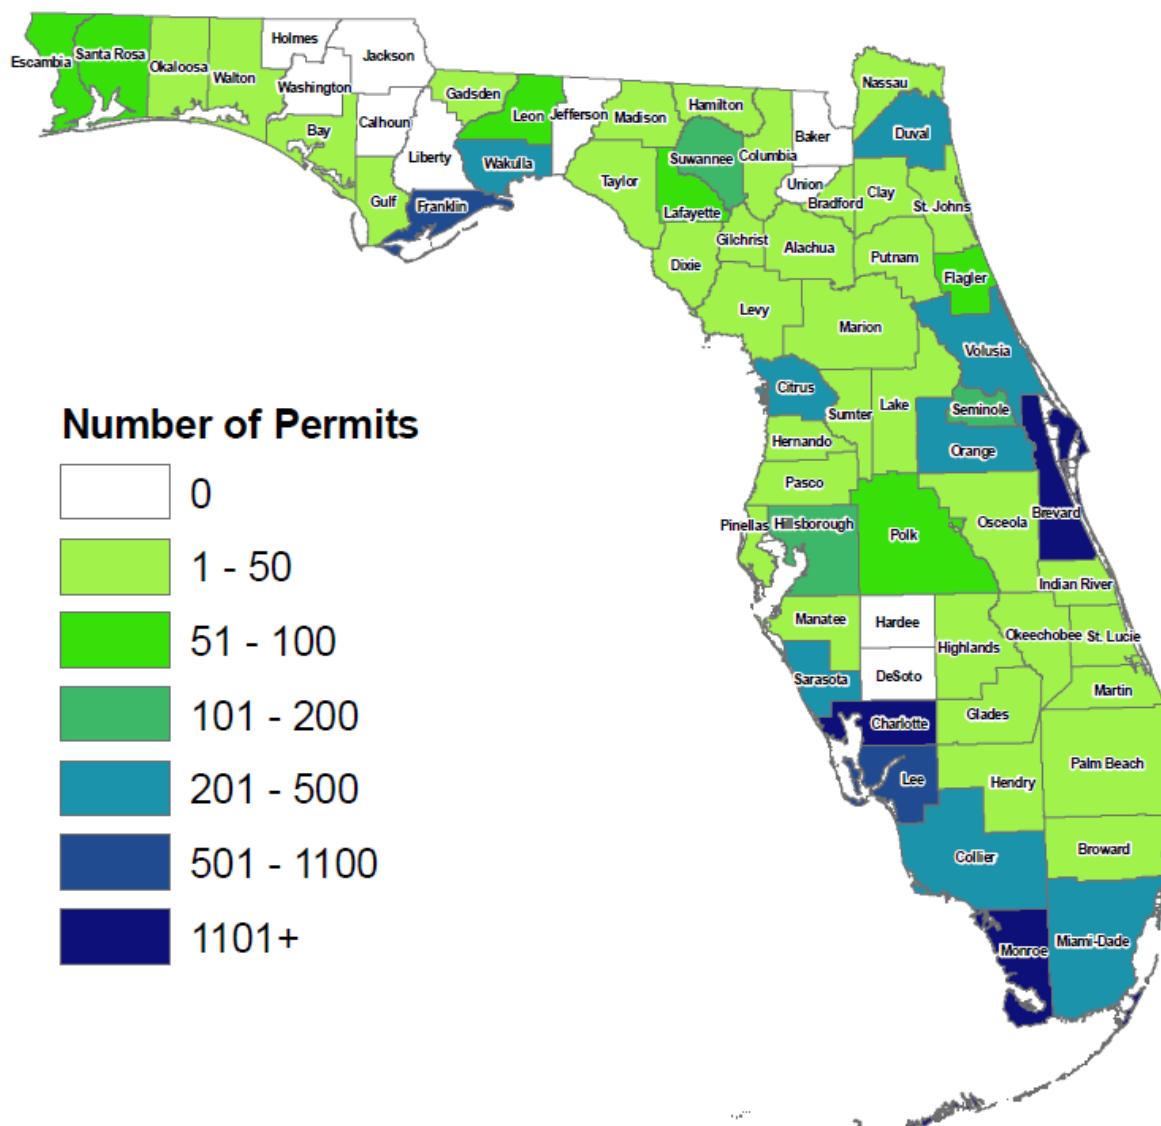 Holmes
Jackson
Escambia
Santa Rosa
Okaloosa
Walton
Washington
Calhoun
Bay
Gulf
Liberty
Franklin
Gadsden
Leon
Wakulla
Jefferson
Madison
Hamilton
Taylor
Suwannee
Lafayette
Columbia
Baker
Nassau
Duval
Union
Bradford
Clay
St. Johns
Gilchrist
Dixie
Alachua
Putnam
Flagler
Levy
Marion
Volusia
Citrus
Sumter
Lake
Seminole
Orange
Hernando
Pasco
Pinellas
Hillsborough
Polk
Osceola
Brevard
Indian River
Manatee
Hardee
Highlands
Okeechobee
St. Lucie
Sarasota
DeSoto
Martin
Charlotte
Glades
Lee
Hendry
Palm Beach
Collier
Broward
Monroe
Miami-Dade
Number of Permits
0
1 - 50
51 - 100
101 - 200
201 - 500
501 - 1100
1101+